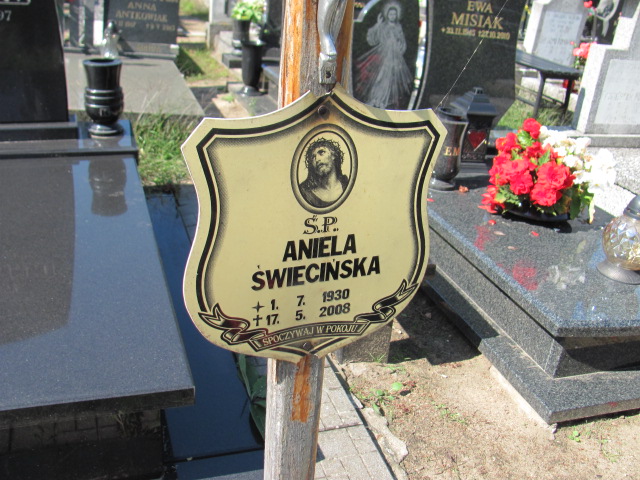 ANNA
ANTKOWIAK
EWA
MISIAK
Ś.P.
ANIELA
ŚWIECIŃSKA
✶ 1. 7. 1930
✝ 17. 5. 2008
SPOCZYWAJ W POKOJU